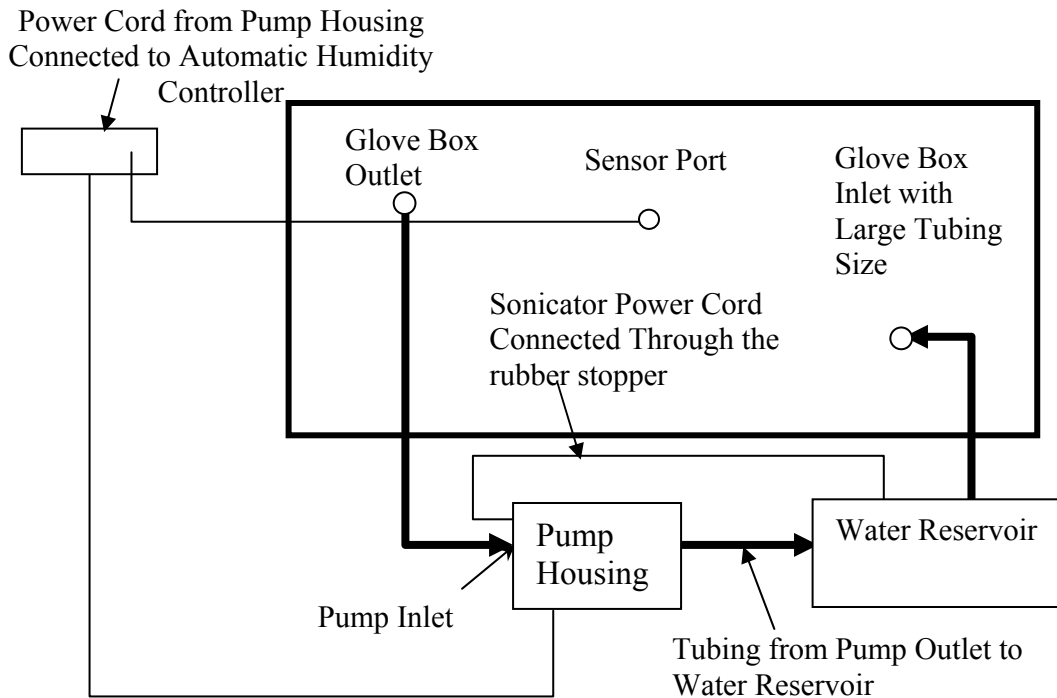 Power Cord from Pump Housing
Connected to Automatic Humidity
Controller
Glove Box
Outlet
Sensor Port
Glove Box
Inlet with
Large Tubing
Size
Sonicator Power Cord
Connected Through the
rubber stopper
Pump
Housing
Water Reservoir
Pump Inlet
Tubing from Pump Outlet to
Water Reservoir